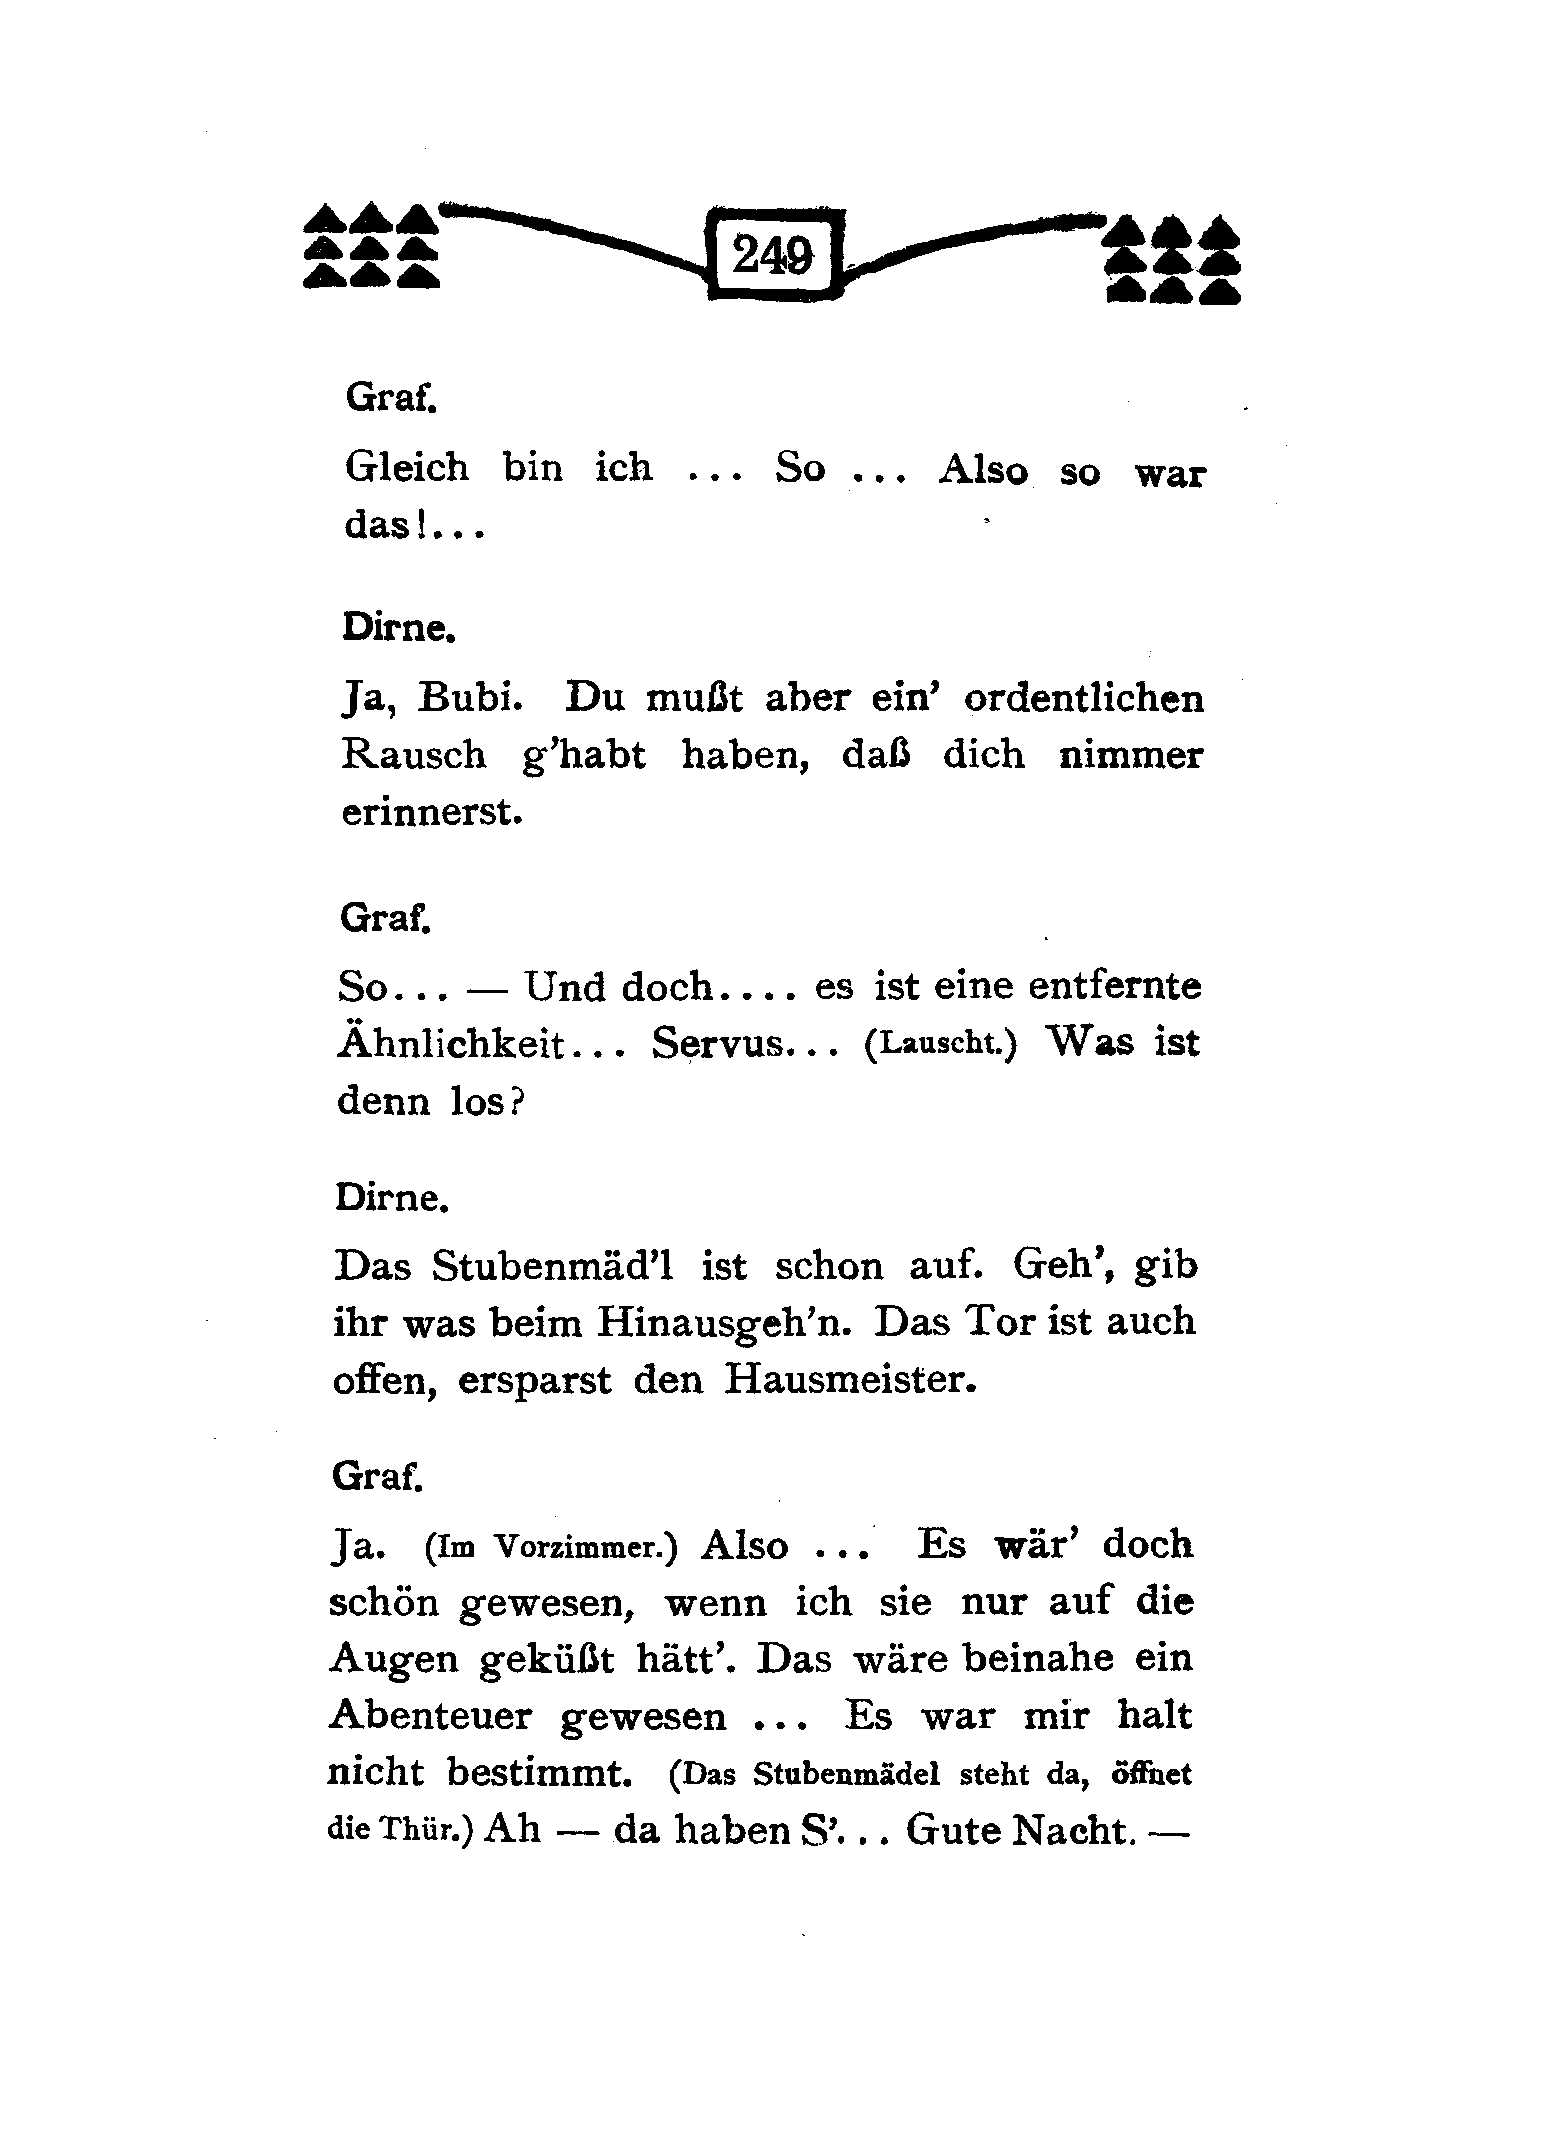 249
Graf.
Gleich bin ich ... So ... Also so war
das!...
Dirne.
Ja, Bubi. Du mußt aber ein’ ordentlichen
Rausch g’habt haben, daß dich nimmer
erinnerst.
Graf.
So... — Und doch.... es ist eine entfernte
Ähnlichkeit... Servus... (Lauscht.) Was ist
denn los?
Dirne.
Das Stubenmäd’l ist schon auf. Geh’, gib
ihr was beim Hinausgeh’n. Das Tor ist auch
offen, ersparst den Hausmeister.
Graf.
Ja. (Im Vorzimmer.) Also ... Es wär’ doch
schön gewesen, wenn ich sie nur auf die
Augen geküßt hätt’. Das wäre beinahe ein
Abenteuer gewesen ... Es war mir halt
nicht bestimmt. (Das Stubenmädel steht da, öffnet
die Thür.) Ah — da haben S’... Gute Nacht. —